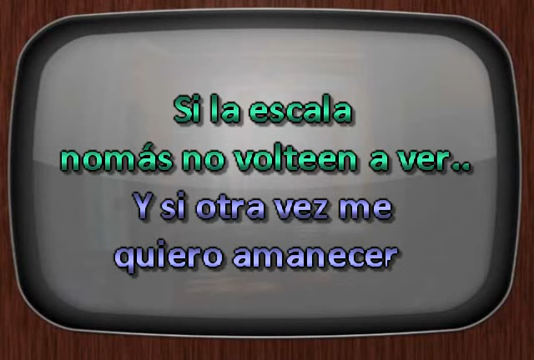 Si la escala
nomás no volteen a ver..
Y si otra vez me
quiero amanecer